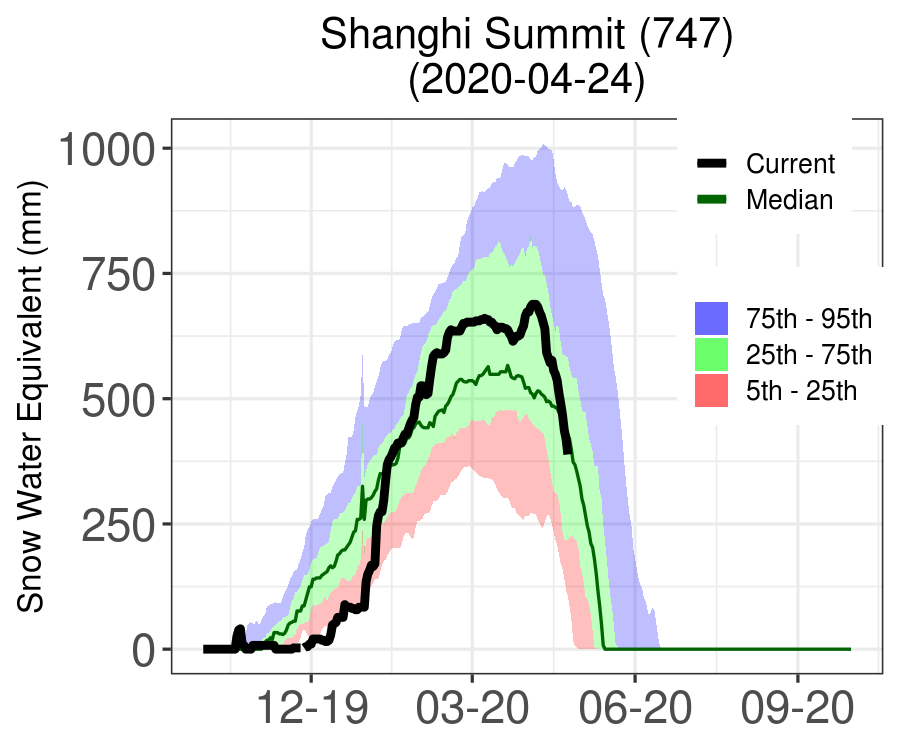 Shanghi Summit (747)
(2020-04-24)
Snow Water Equivalent (mm)
1000
750
500
250
0
12-19
03-20
06-20
09-20
Current
Median
75th - 95th
25th - 75th
5th - 25th